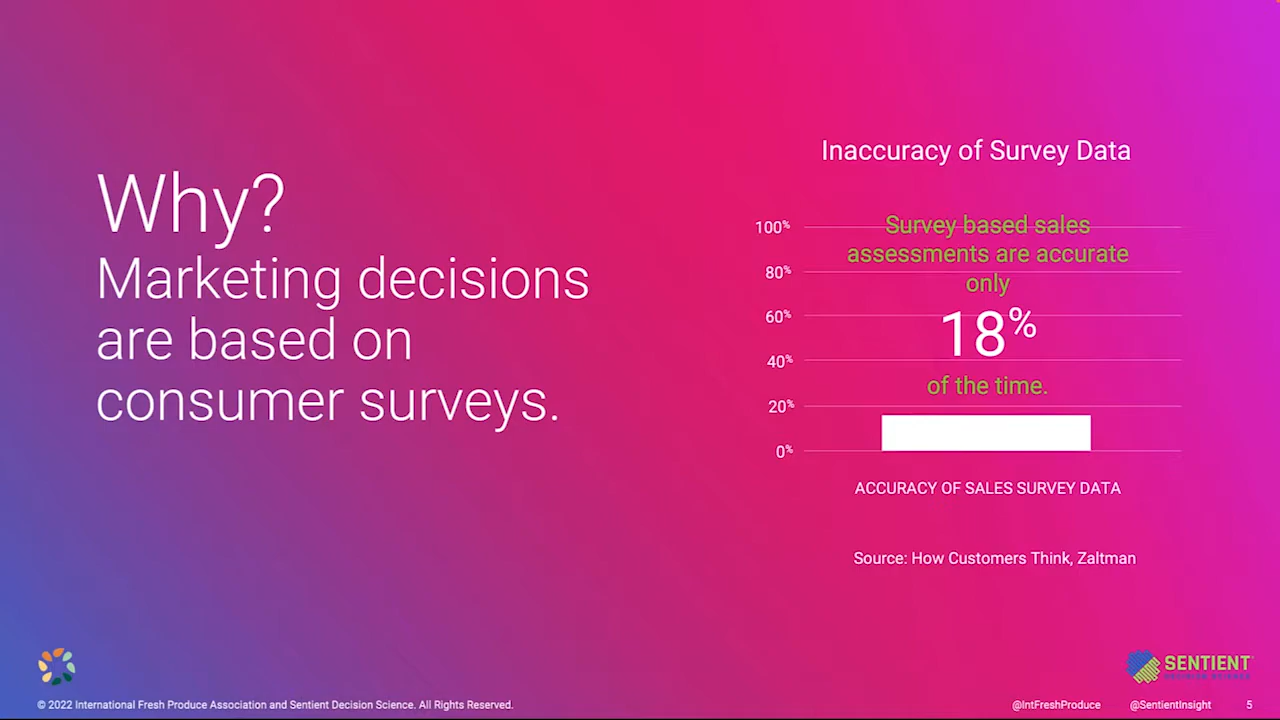 Why?
Marketing decisions
are based on
consumer surveys.
Inaccuracy of Survey Data
100%
80%
60%
40%
20%
0%
Survey based sales
assessments are accurate
only
18%
of the time.
ACCURACY OF SALES SURVEY DATA
Source: How Customers Think, Zaltman
SENTIENT
DECISION SCIENCE
© 2022 International Fresh Produce Association and Sentient Decision Science. All Rights Reserved.
@IntFreshProduce
@SentientInsight
5